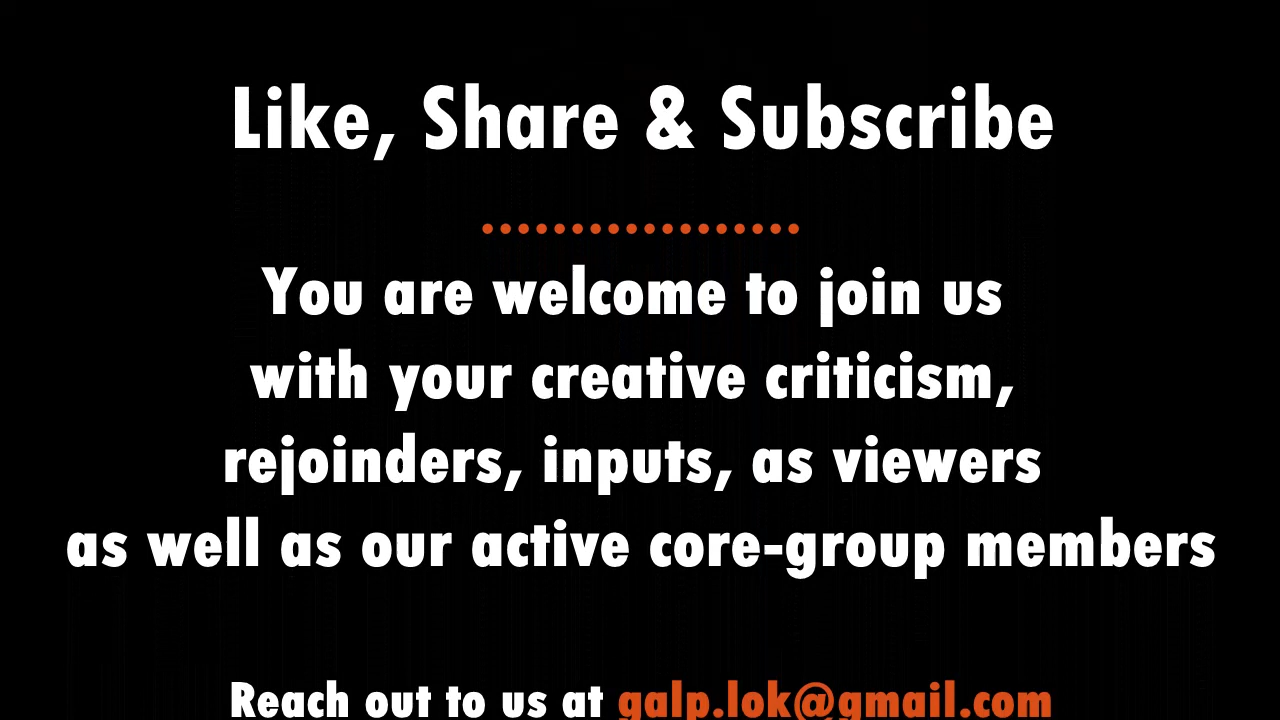 Like, Share & Subscribe
..................
You are welcome to join us
with your creative criticism,
rejoinders, inputs, as viewers
as well as our active core-group members
Reach out to us at galp.lok@gmail.com